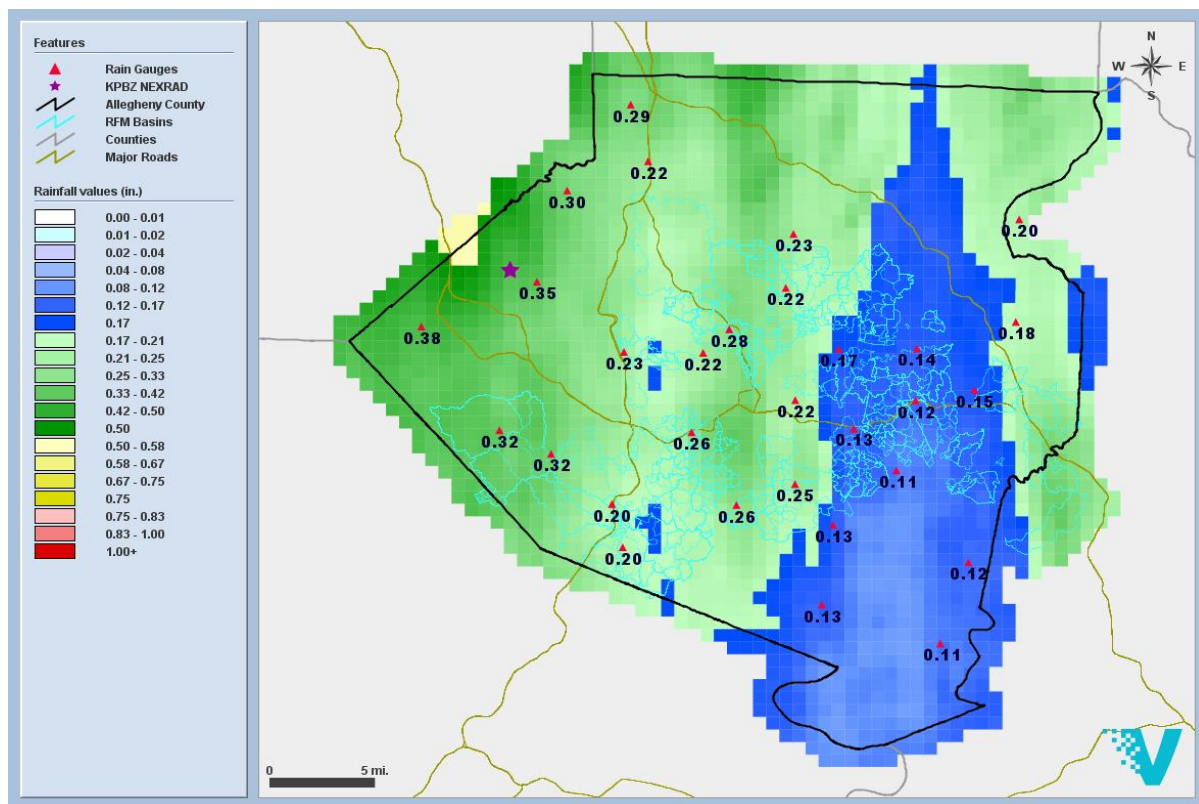 Features
Rain Gauges
KPBZ NEXRAD
Allegheny County
RFM Basins
Counties
Major Roads
Rainfall values (in.)
0.00 - 0.01
0.01 - 0.02
0.02 - 0.04
0.04 - 0.08
0.08 - 0.12
0.12 - 0.17
0.17
0.17 - 0.21
0.21 - 0.25
0.25 - 0.33
0.33 - 0.42
0.42 - 0.50
0.50
0.50 - 0.58
0.58 - 0.67
0.67 - 0.75
0.75
0.75 - 0.83
0.83 - 1.00
1.00+
N
W E
S
0.29
0.22
0.30
0.20
0.23
0.35
0.22
0.38
0.28
0.18
0.23
0.22
0.17
0.14
0.15
0.22
0.12
0.32
0.26
0.13
0.32
0.11
0.25
0.20
0.26
0.13
0.20
0.12
0.13
0.11
0 5 mi.
V